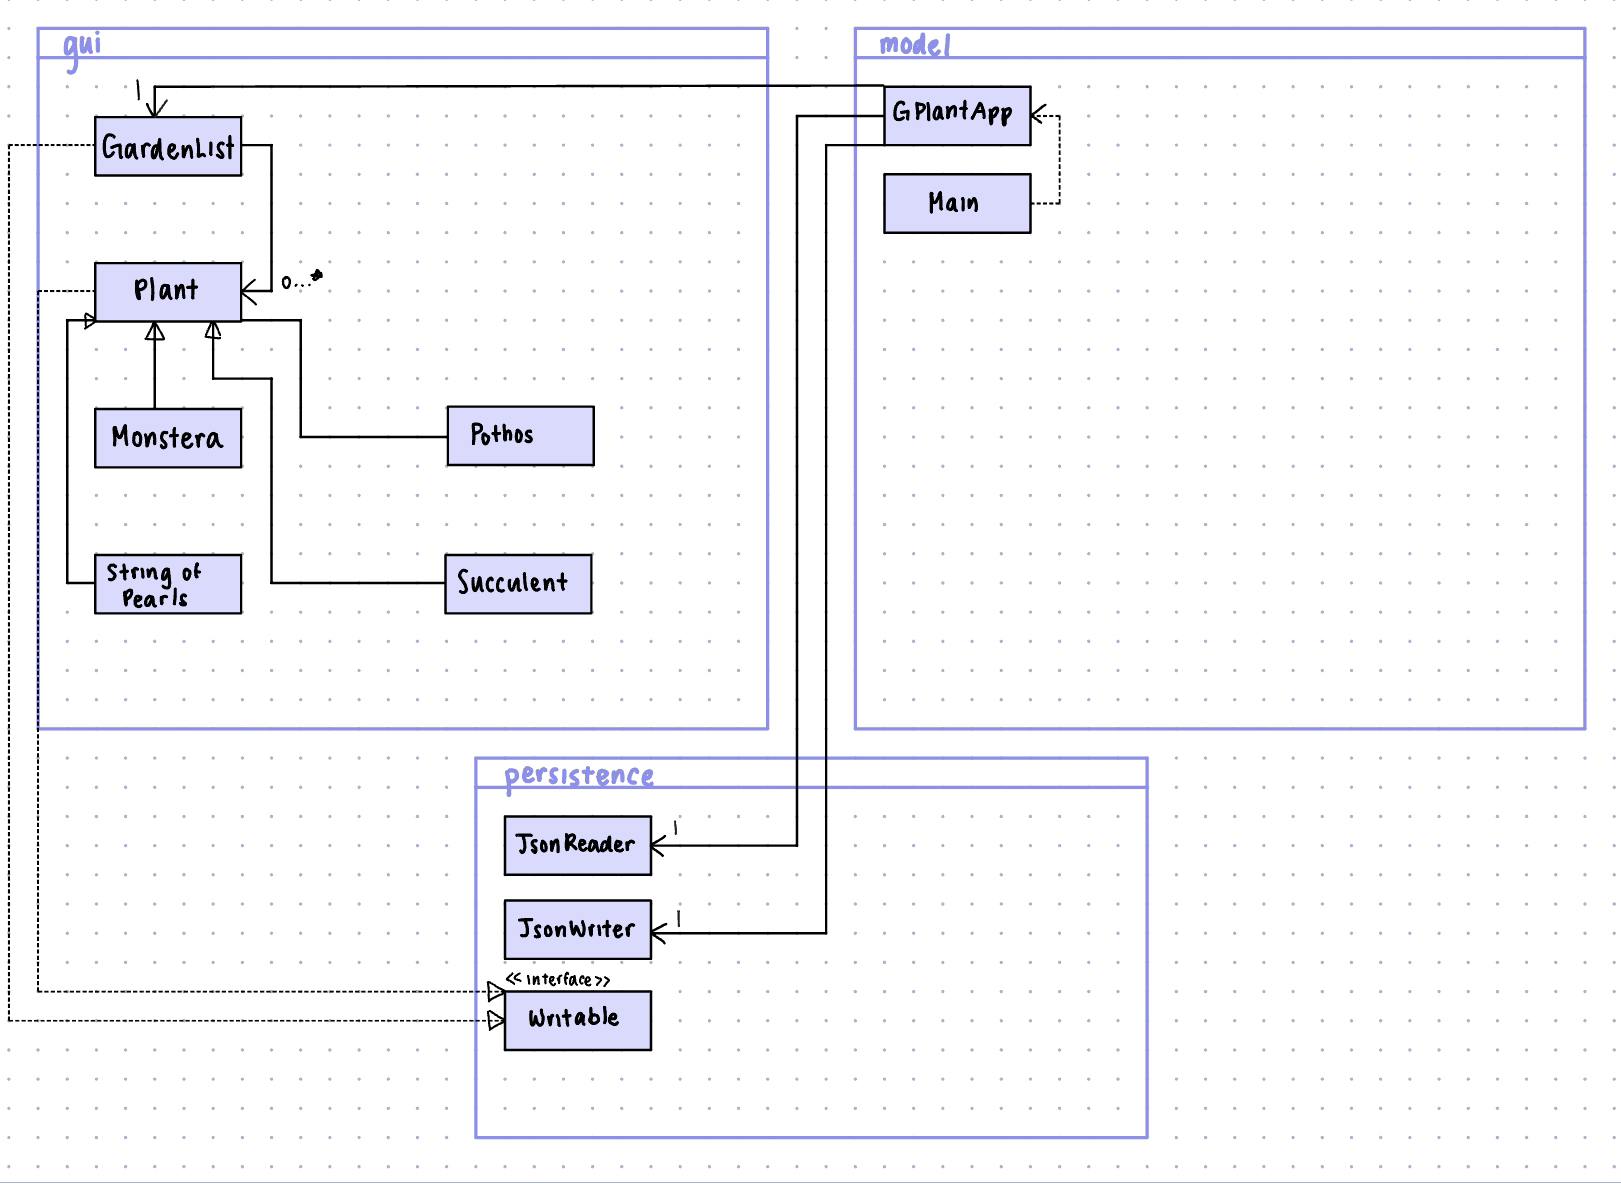 gui
model
1
GPlantApp
GardenList
Main
Plant
0...*
Monstera
Pothos
String of
Pearls
Succulent
persistence
JsonReader
1
JsonWriter
1
<<interface>>
Writable